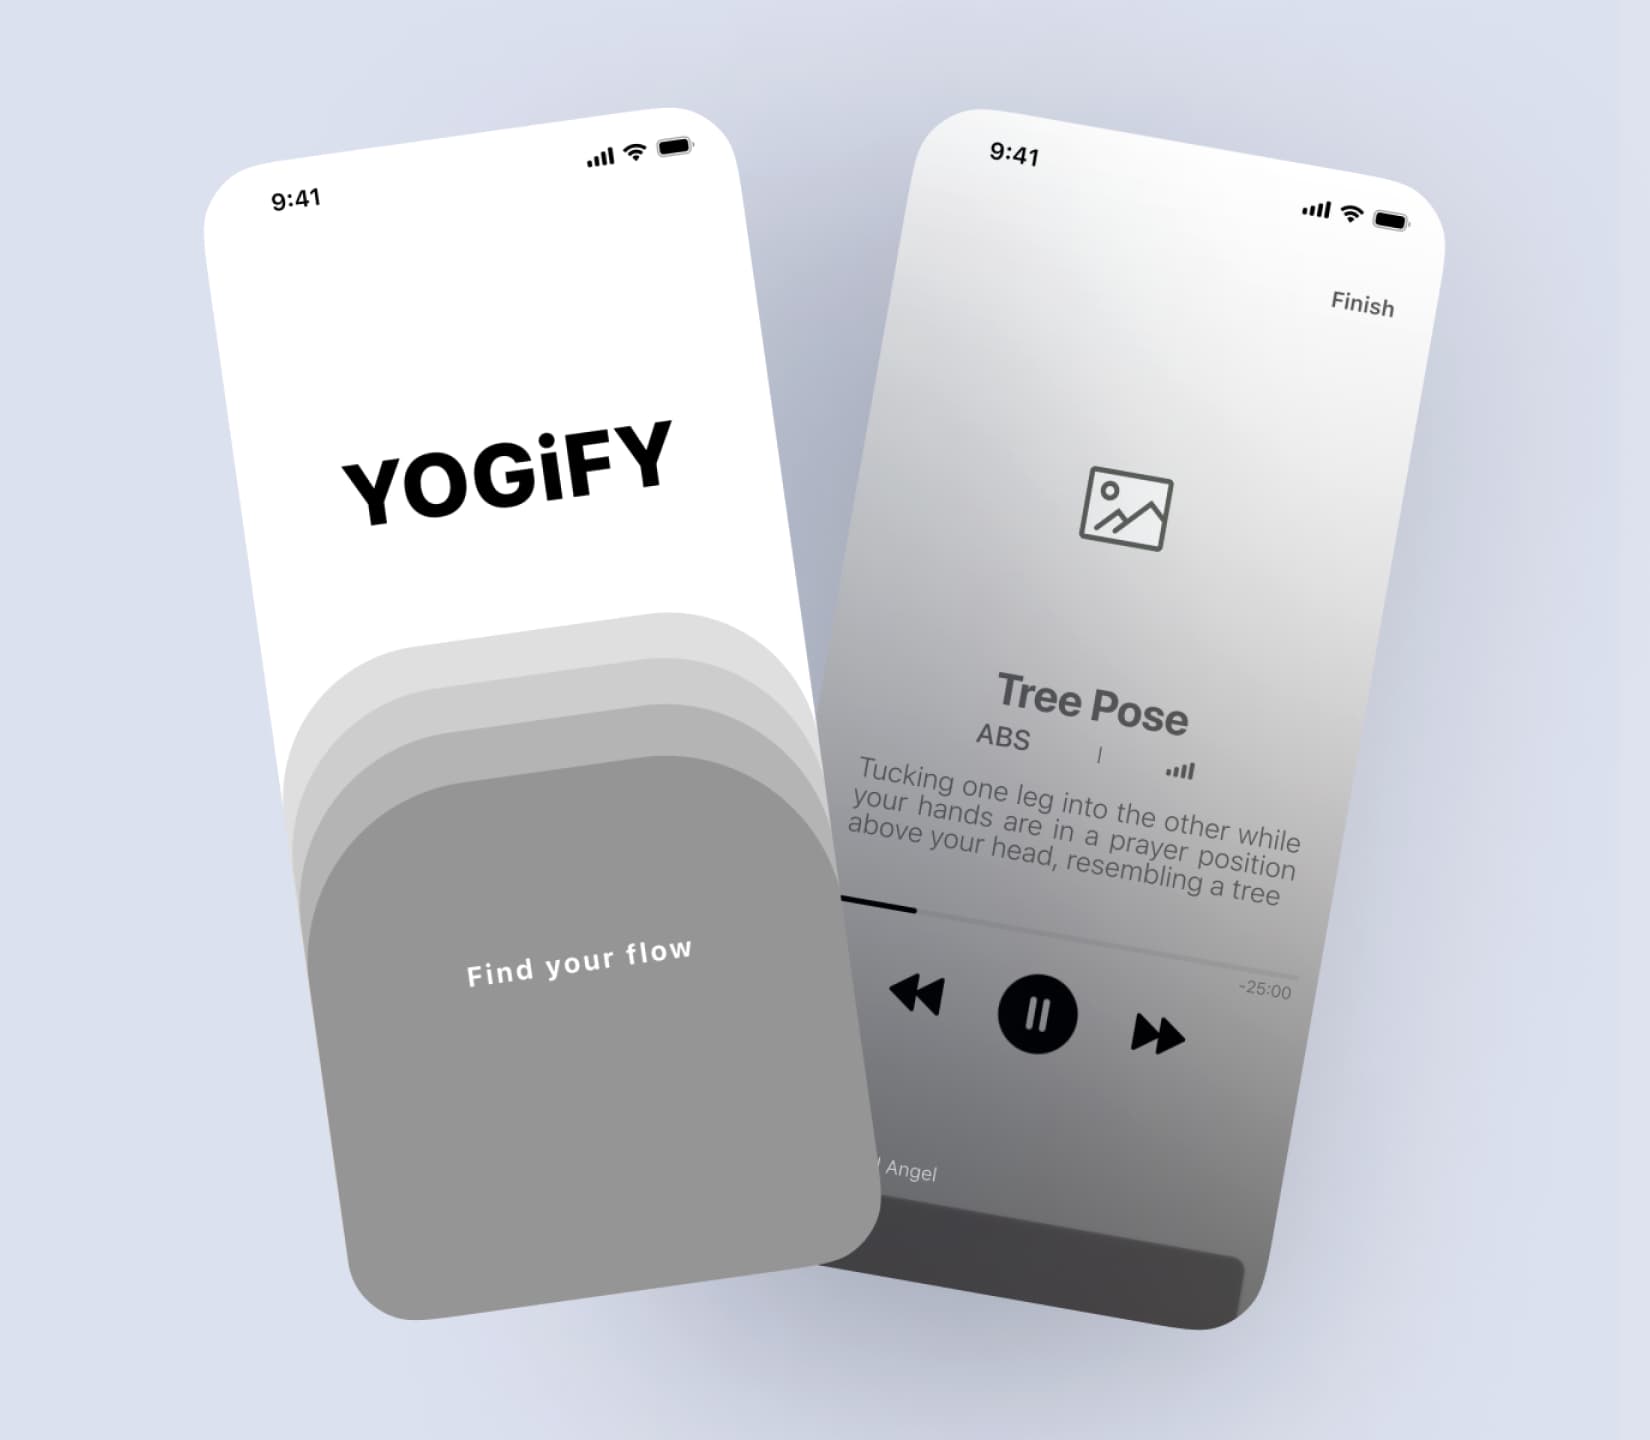 9:41
YOGiFY
Find your flow
9:41
Finish
Tree Pose
ABS |
Tucking one leg into the other while
your hands are in a prayer position
above your head, resembling a tree
-25:00
Angel